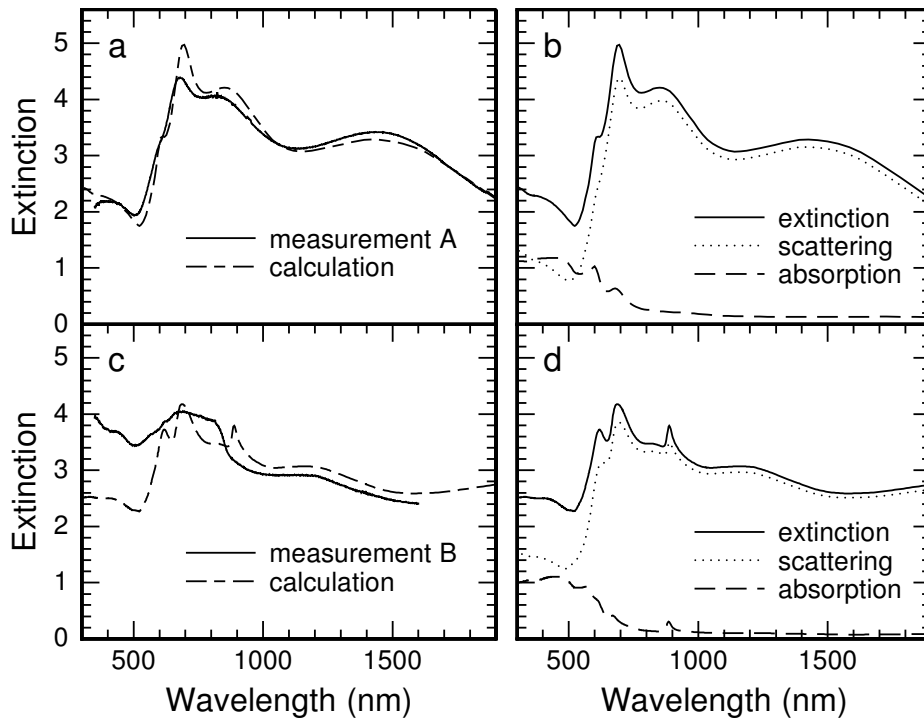 a
5
4
3
2
1
0
Extinction
measurement A
calculation
b
extinction
scattering
absorption
c
5
4
3
2
1
0
Extinction
measurement B
calculation
500 1000 1500
Wavelength (nm)
d
extinction
scattering
absorption
500 1000 1500
Wavelength (nm)